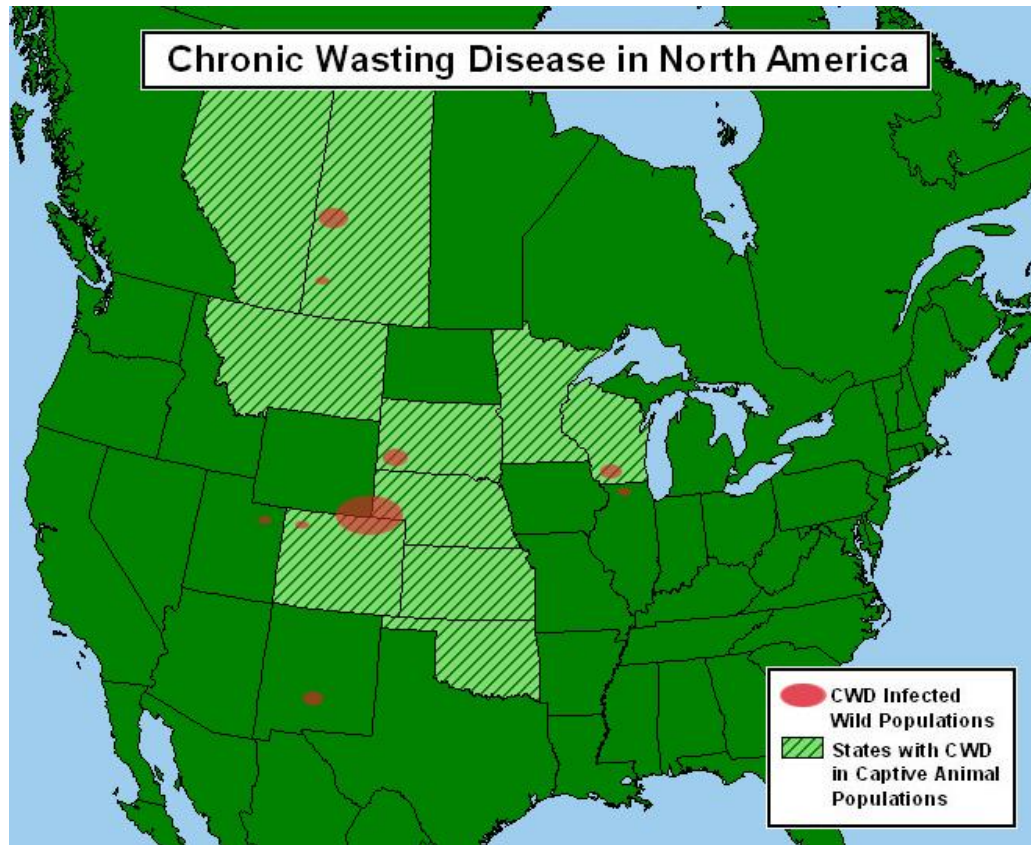 Chronic Wasting Disease in North America
CWD Infected
Wild Populations
States with CWD
in Captive Animal
Populations